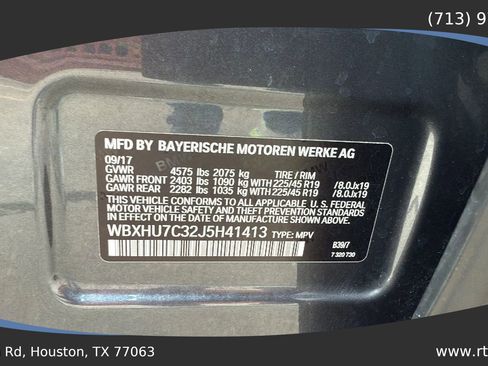 (713) 9
MFD BY BAYERISCHE MOTOREN WERKE AG
09/17
GVWR 4575 lbs 2075 kg TIRE / RIM
GAWR FRONT 2403 lbs 1090 kg WITH 225/45 R19 /8.0Jx19
GAWR REAR 2282 lbs 1035 kg WITH 225/45 R19 /8.0Jx19
THIS VEHICLE CONFORMS TO ALL APPLICABLE U. S. FEDERAL
MOTOR VEHICLE SAFETY, BUMPER, AND THEFT PREVENTION
STANDARDS IN EFFECT ON THE DATE OF MANUFACTURE SHOWN ABOVE.
WBXHU7C32J5H41413 TYPE: MPV
B39/7
7 320 730
Rd, Houston, TX 77063
www.rt